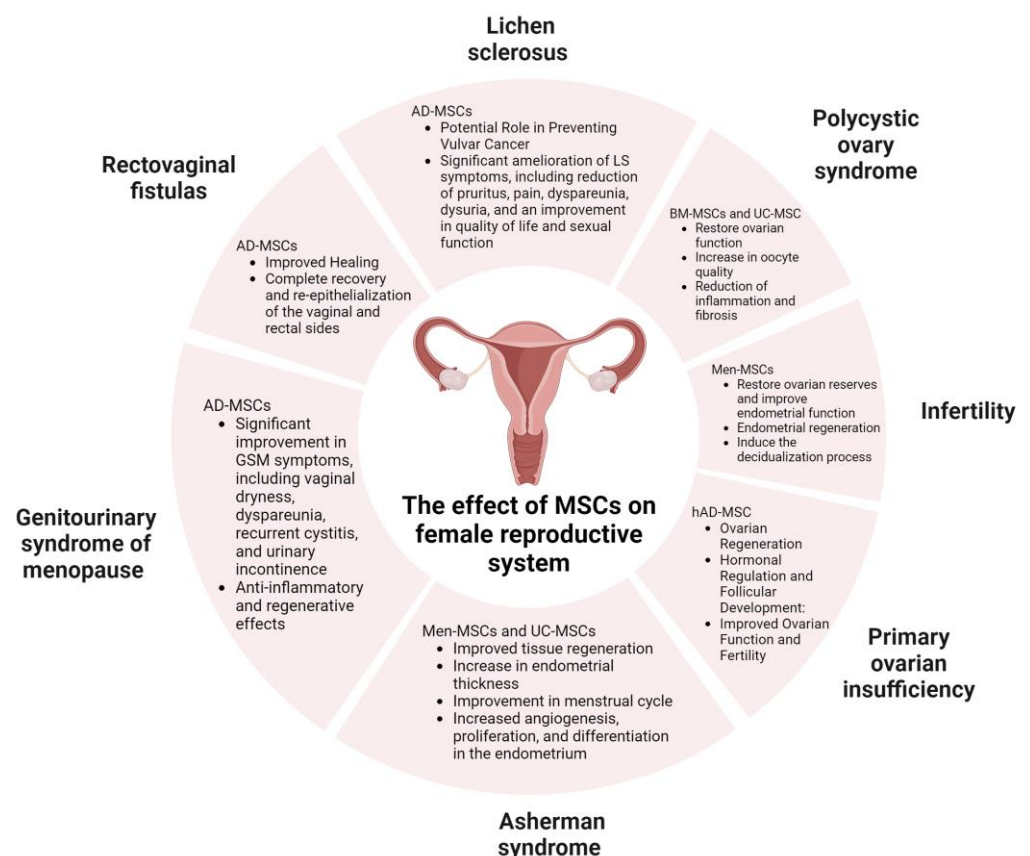 Lichen
sclerosus
AD-MSCs
• Potential Role in Preventing
Vulvar Cancer
• Significant amelioration of LS
symptoms, including reduction
of pruritus, pain, dyspareunia,
dysuria, and an improvement
in quality of life and sexual
function
Polycystic
ovary
syndrome
BM-MSCs and UC-MSC
• Restore ovarian
function
• Increase in oocyte
quality
• Reduction of
inflammation and
fibrosis
Infertility
Men-MSCs
• Restore ovarian reserves
and improve
endometrial function
• Endometrial regeneration
• Induce the
decidualization process
Primary
ovarian
insufficiency
hAD-MSC
• Ovarian
Regeneration
• Hormonal
Regulation and
Follicular
Development:
• Improved Ovarian
Function and
Fertility
Asherman
syndrome
Men-MSCs and UC-MSCs
• Improved tissue regeneration
• Increase in endometrial
thickness
• Improvement in menstrual cycle
• Increased angiogenesis,
proliferation, and differentiation
in the endometrium
Genitourinary
syndrome of
menopause
AD-MSCs
• Significant
improvement in
GSM symptoms,
including vaginal
dryness,
dyspareunia,
recurrent cystitis,
and urinary
incontinence
• Anti-inflammatory
and regenerative
effects
Rectovaginal
fistulas
AD-MSCs
• Improved Healing
• Complete recovery
and re-epithelialization
of the vaginal and
rectal sides
The effect of MSCs on
female reproductive
system